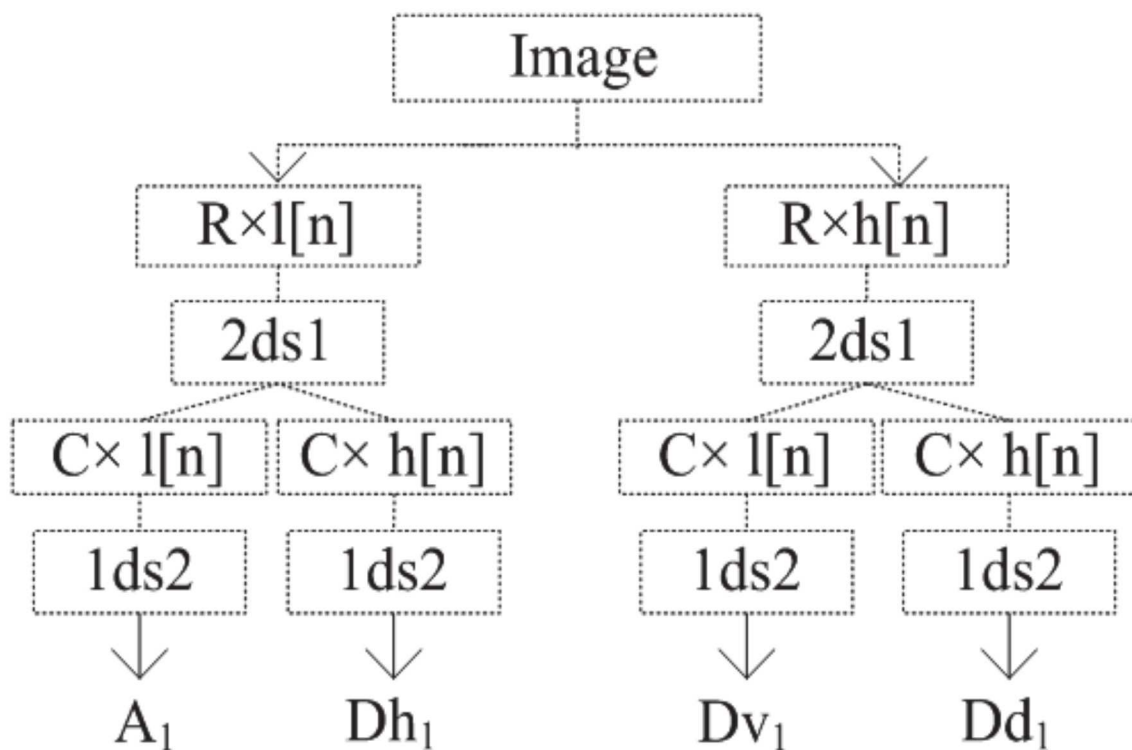 Image
R×l[n] R×h[n]
2ds1 2ds1
C× l[n] C× h[n] C× l[n] C× h[n]
1ds2 1ds2 1ds2 1ds2
A₁ Dh₁ Dv₁ Dd₁